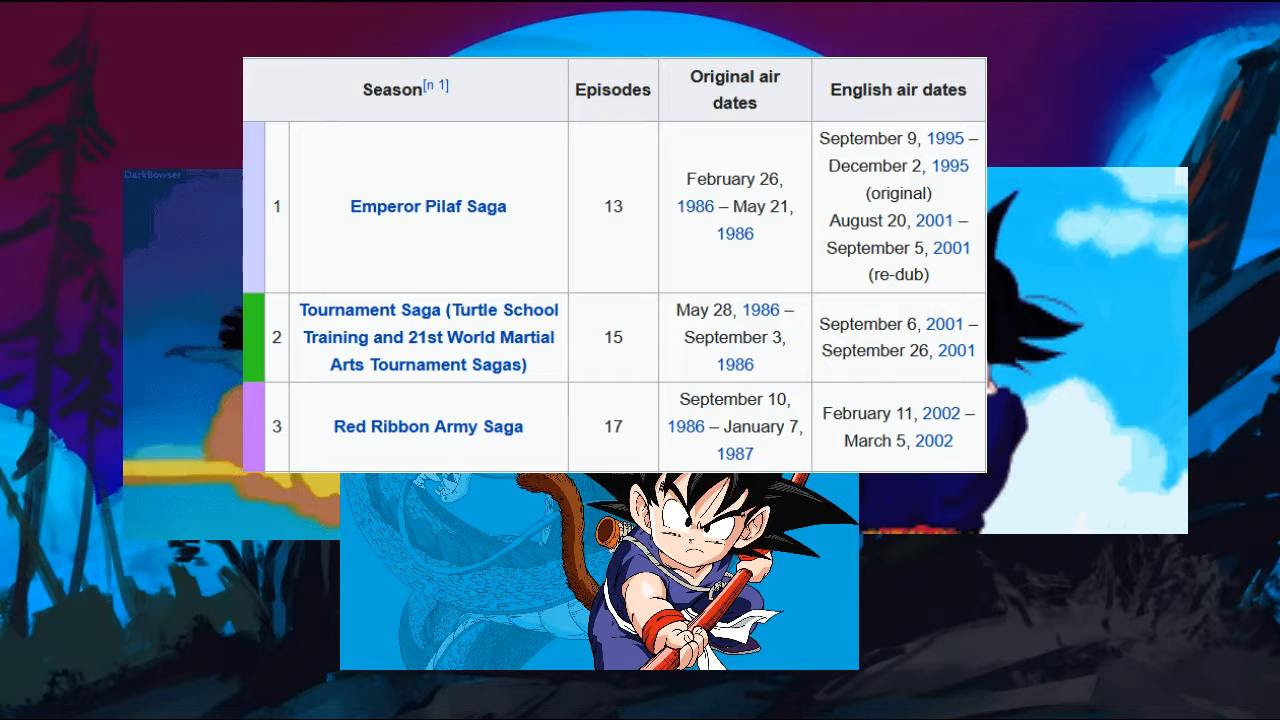 Season[n 1] Episodes Original air dates English air dates
1 Emperor Pilaf Saga 13 February 26, 1986 – May 21, 1986 September 9, 1995 – December 2, 1995 (original) August 20, 2001 – September 5, 2001 (re-dub)
2 Tournament Saga (Turtle School Training and 21st World Martial Arts Tournament Sagas) 15 May 28, 1986 – September 3, 1986 September 6, 2001 – September 26, 2001
3 Red Ribbon Army Saga 17 September 10, 1986 – January 7, 1987 February 11, 2002 – March 5, 2002
DarkBowser